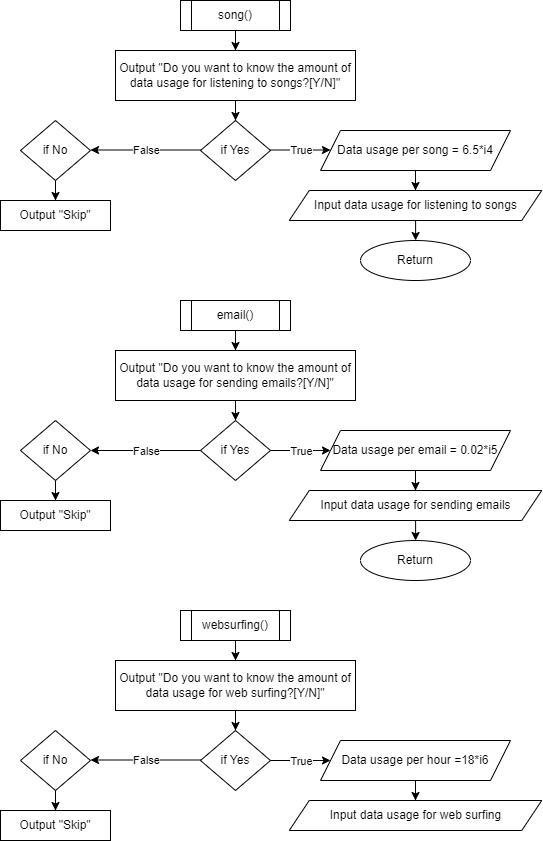 song()
Output "Do you want to know the amount of
data usage for listening to songs?[Y/N]"
if No
False
if Yes
True
Data usage per song = 6.5*i4
Output "Skip"
Input data usage for listening to songs
Return
email()
Output "Do you want to know the amount of
data usage for sending emails?[Y/N]"
if No
False
if Yes
True
Data usage per email = 0.02*i5
Output "Skip"
Input data usage for sending emails
Return
websurfing()
Output "Do you want to know the amount of
data usage for web surfing?[Y/N]"
if No
False
if Yes
True
Data usage per hour =18*i6
Output "Skip"
Input data usage for web surfing